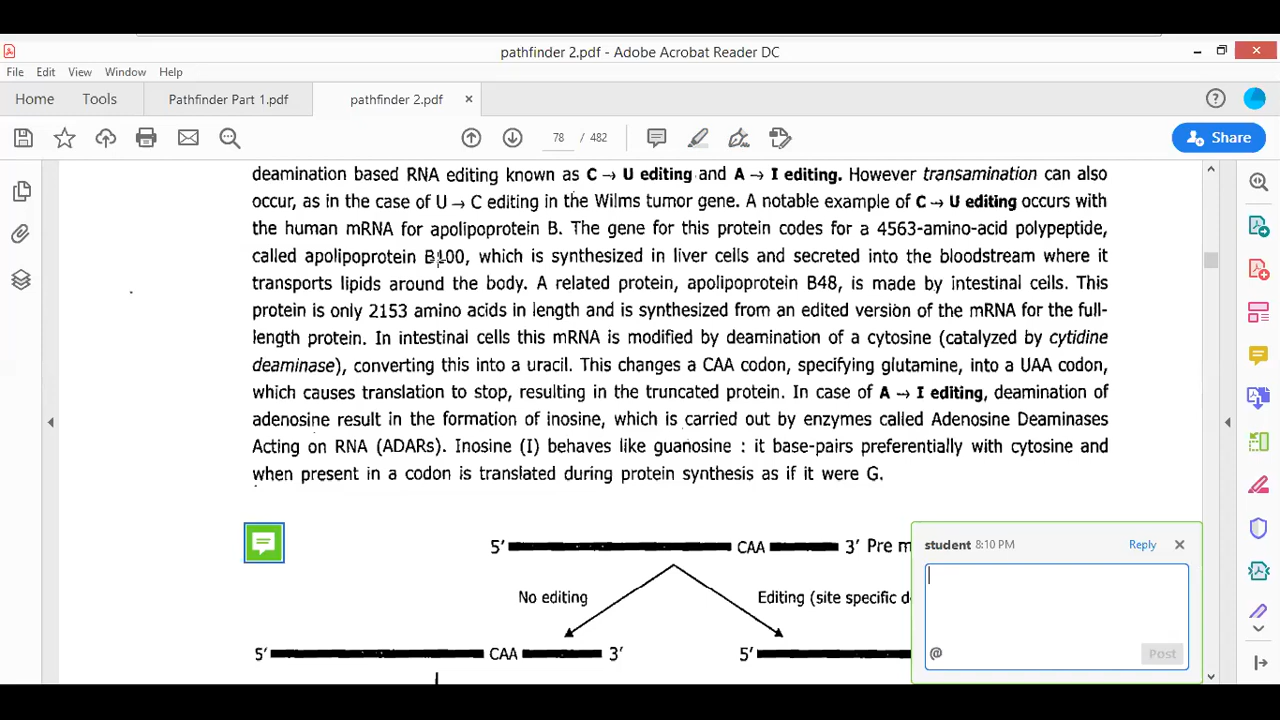 pathfinder 2.pdf - Adobe Acrobat Reader DC
File Edit View Window Help
Home Tools Pathfinder Part 1.pdf pathfinder 2.pdf ×
78 / 482 Share
deamination based RNA editing known as C → U editing and A → I editing. However transamination can also
occur, as in the case of U → C editing in the Wilms tumor gene. A notable example of C → U editing occurs with
the human mRNA for apolipoprotein B. The gene for this protein codes for a 4563-amino-acid polypeptide,
called apolipoprotein B100, which is synthesized in liver cells and secreted into the bloodstream where it
transports lipids around the body. A related protein, apolipoprotein B48, is made by intestinal cells. This
protein is only 2153 amino acids in length and is synthesized from an edited version of the mRNA for the full-
length protein. In intestinal cells this mRNA is modified by deamination of a cytosine (catalyzed by cytidine
deaminase), converting this into a uracil. This changes a CAA codon, specifying glutamine, into a UAA codon,
which causes translation to stop, resulting in the truncated protein. In case of A → I editing, deamination of
adenosine result in the formation of inosine, which is carried out by enzymes called Adenosine Deaminases
Acting on RNA (ADARs). Inosine (I) behaves like guanosine : it base-pairs preferentially with cytosine and
when present in a codon is translated during protein synthesis as if it were G.
5′ CAA 3′ Pre m
No editing Editing (site specific d
5′ CAA 3′ 5′
student 8:10 PM Reply ×
@ Post